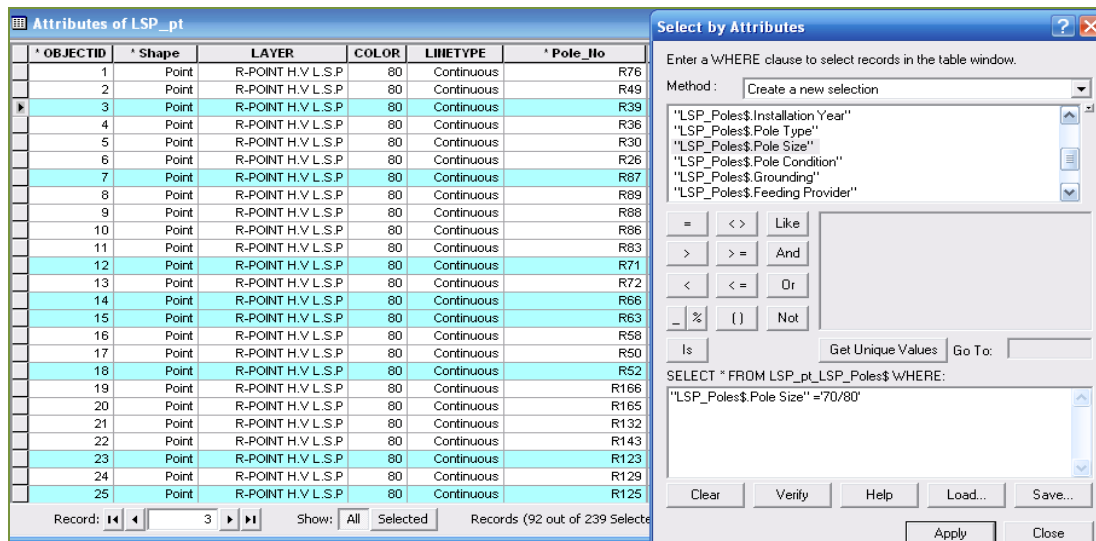 Attributes of LSP_pt
* OBJECTID * Shape LAYER COLOR LINETYPE * Pole_No
1 Point R-POINT H.V L.S.P 80 Continuous R76
2 Point R-POINT H.V L.S.P 80 Continuous R49
3 Point R-POINT H.V L.S.P 80 Continuous R39
4 Point R-POINT H.V L.S.P 80 Continuous R36
5 Point R-POINT H.V L.S.P 80 Continuous R30
6 Point R-POINT H.V L.S.P 80 Continuous R26
7 Point R-POINT H.V L.S.P 80 Continuous R87
8 Point R-POINT H.V L.S.P 80 Continuous R89
9 Point R-POINT H.V L.S.P 80 Continuous R88
10 Point R-POINT H.V L.S.P 80 Continuous R86
11 Point R-POINT H.V L.S.P 80 Continuous R83
12 Point R-POINT H.V L.S.P 80 Continuous R71
13 Point R-POINT H.V L.S.P 80 Continuous R72
14 Point R-POINT H.V L.S.P 80 Continuous R66
15 Point R-POINT H.V L.S.P 80 Continuous R63
16 Point R-POINT H.V L.S.P 80 Continuous R58
17 Point R-POINT H.V L.S.P 80 Continuous R50
18 Point R-POINT H.V L.S.P 80 Continuous R52
19 Point R-POINT H.V L.S.P 80 Continuous R166
20 Point R-POINT H.V L.S.P 80 Continuous R165
21 Point R-POINT H.V L.S.P 80 Continuous R132
22 Point R-POINT H.V L.S.P 80 Continuous R143
23 Point R-POINT H.V L.S.P 80 Continuous R123
24 Point R-POINT H.V L.S.P 80 Continuous R129
25 Point R-POINT H.V L.S.P 80 Continuous R125
Record: 3 Show: All Selected Records (92 out of 239 Selecte
Select by Attributes
Enter a WHERE clause to select records in the table window.
Method : Create a new selection
"LSP_Poles$.Installation Year"
"LSP_Poles$.Pole Type"
"LSP_Poles$.Pole Size"
"LSP_Poles$.Pole Condition"
"LSP_Poles$.Grounding"
"LSP_Poles$.Feeding Provider"
= < > Like
> > = And
< < = Or
_ % ( ) Not
Is Get Unique Values Go To:
SELECT * FROM LSP_pt_LSP_Poles$ WHERE:
"LSP_Poles$.Pole Size" ='70/80'
Clear Verify Help Load... Save...
Apply Close